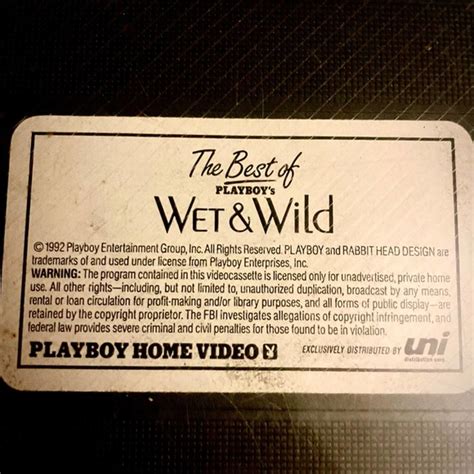 The Best of
PLAYBOY'S
WET & Wild
© 1992 Playboy Entertainment Group, Inc. All Rights Reserved. PLAYBOY and RABBIT HEAD DESIGN are
trademarks of and used under license from Playboy Enterprises, Inc.
WARNING: The program contained in this videocassette is licensed only for unadvertised, private home
use. All other rights—including, but not limited to, unauthorized duplication, broadcast by any means,
rental or loan circulation for profit-making and/or library purposes, and all forms of public display—are
retained by the copyright proprietor. The FBI investigates allegations of copyright infringement, and
federal law provides severe criminal and civil penalties for those found to be in violation.
PLAYBOY HOME VIDEO EXCLUSIVELY DISTRIBUTED BY uni
distribution corp.